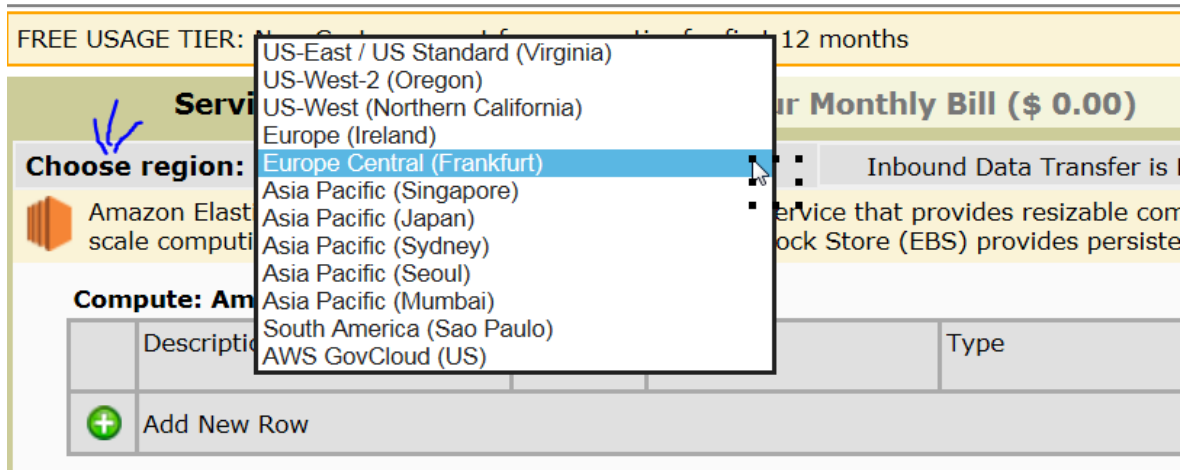 FREE USAGE TIER: 12 months
Servi ur Monthly Bill ($ 0.00)
Choose region:
US-East / US Standard (Virginia)
US-West-2 (Oregon)
US-West (Northern California)
Europe (Ireland)
Europe Central (Frankfurt)
Asia Pacific (Singapore)
Asia Pacific (Japan)
Asia Pacific (Sydney)
Asia Pacific (Seoul)
Asia Pacific (Mumbai)
South America (Sao Paulo)
AWS GovCloud (US)
Inbound Data Transfer is
Amazon Elast ervice that provides resizable com
scale computi ock Store (EBS) provides persiste
Compute: Am
Descriptio
Type
Add New Row